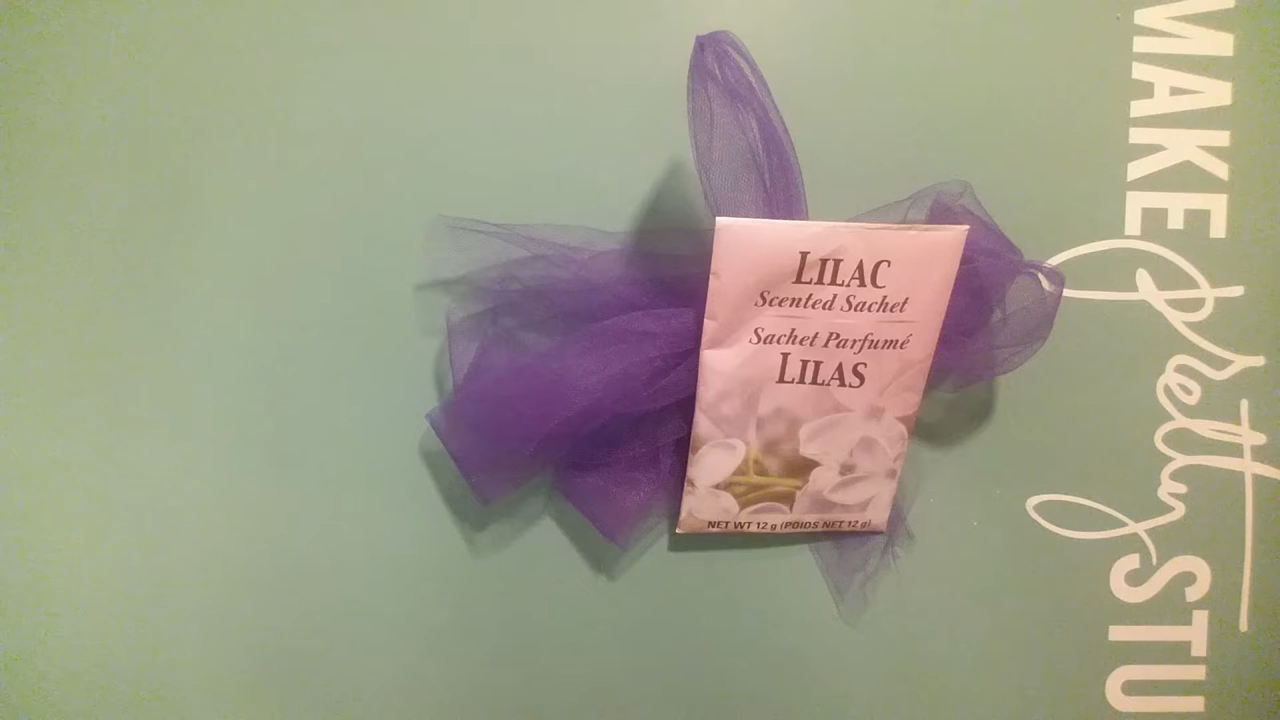 LILAC
Scented Sachet
Sachet Parfumé
LILAS
NET WT 12 g (POIDS NET 12 g)
MAKE
pretty
STU